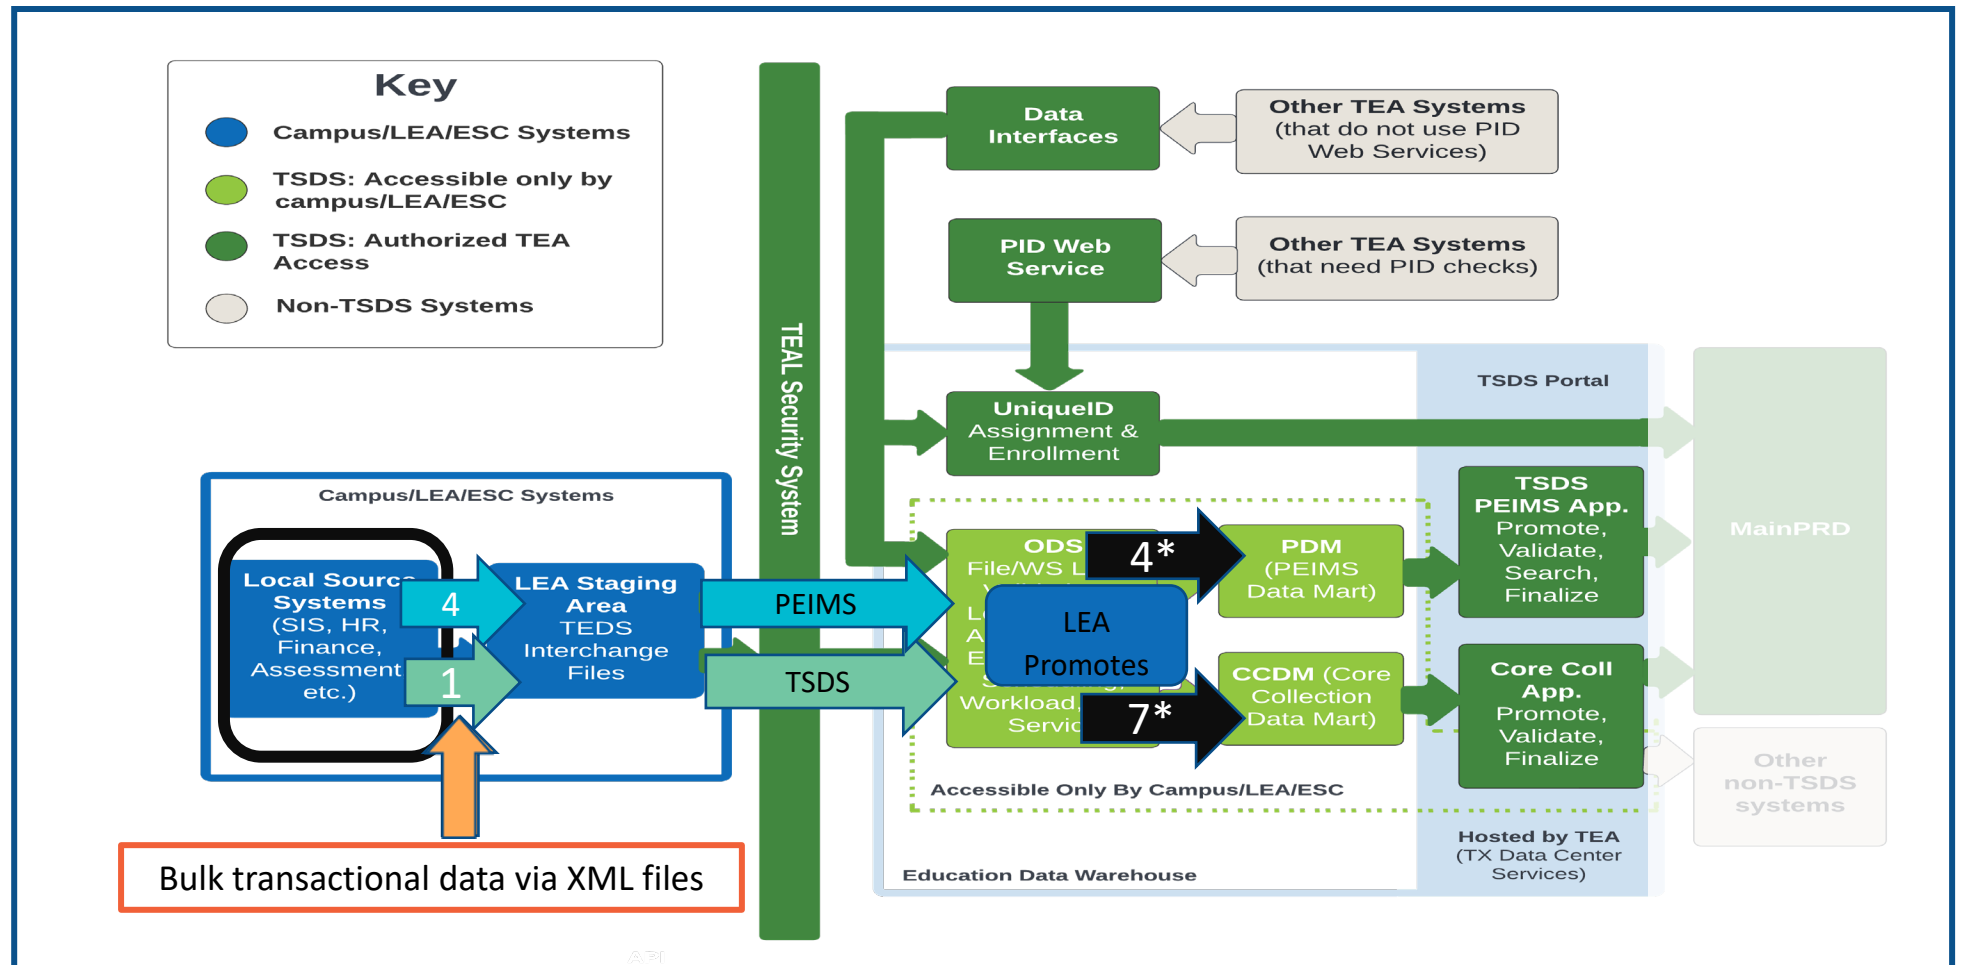 Key
Campus/LEA/ESC Systems
TSDS: Accessible only by
campus/LEA/ESC
TSDS: Authorized TEA
Access
Non-TSDS Systems
TEAL Security System
Data
Interfaces
Other TEA Systems
(that do not use PID
Web Services)
PID Web
Service
Other TEA Systems
(that need PID checks)
TSDS Portal
UniqueID
Assignment &
Enrollment
MainPRD
Campus/LEA/ESC Systems
Local Source
Systems
(SIS, HR,
Finance,
Assessment
etc.)
4
1
LEA Staging
Area
TEDS
Interchange
Files
PEIMS
TSDS
ODS
File/WS
Workload,
4*
LEA
Promotes
7*
PDM
(PEIMS
Data Mart)
CCDM (Core
Collection
Data Mart)
TSDS
PEIMS App.
Promote,
Validate,
Search,
Finalize
Core Coll
App.
Promote,
Validate,
Finalize
Other
non-TSDS
systems
Accessible Only By Campus/LEA/ESC
Education Data Warehouse
Hosted by TEA
(TX Data Center
Services)
Bulk transactional data via XML files
API